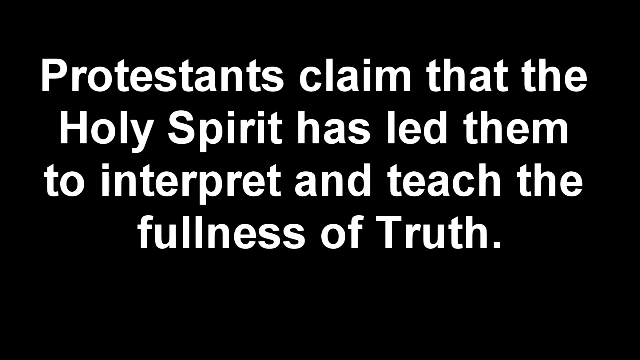 Protestants claim that the
Holy Spirit has led them
to interpret and teach the
fullness of Truth.